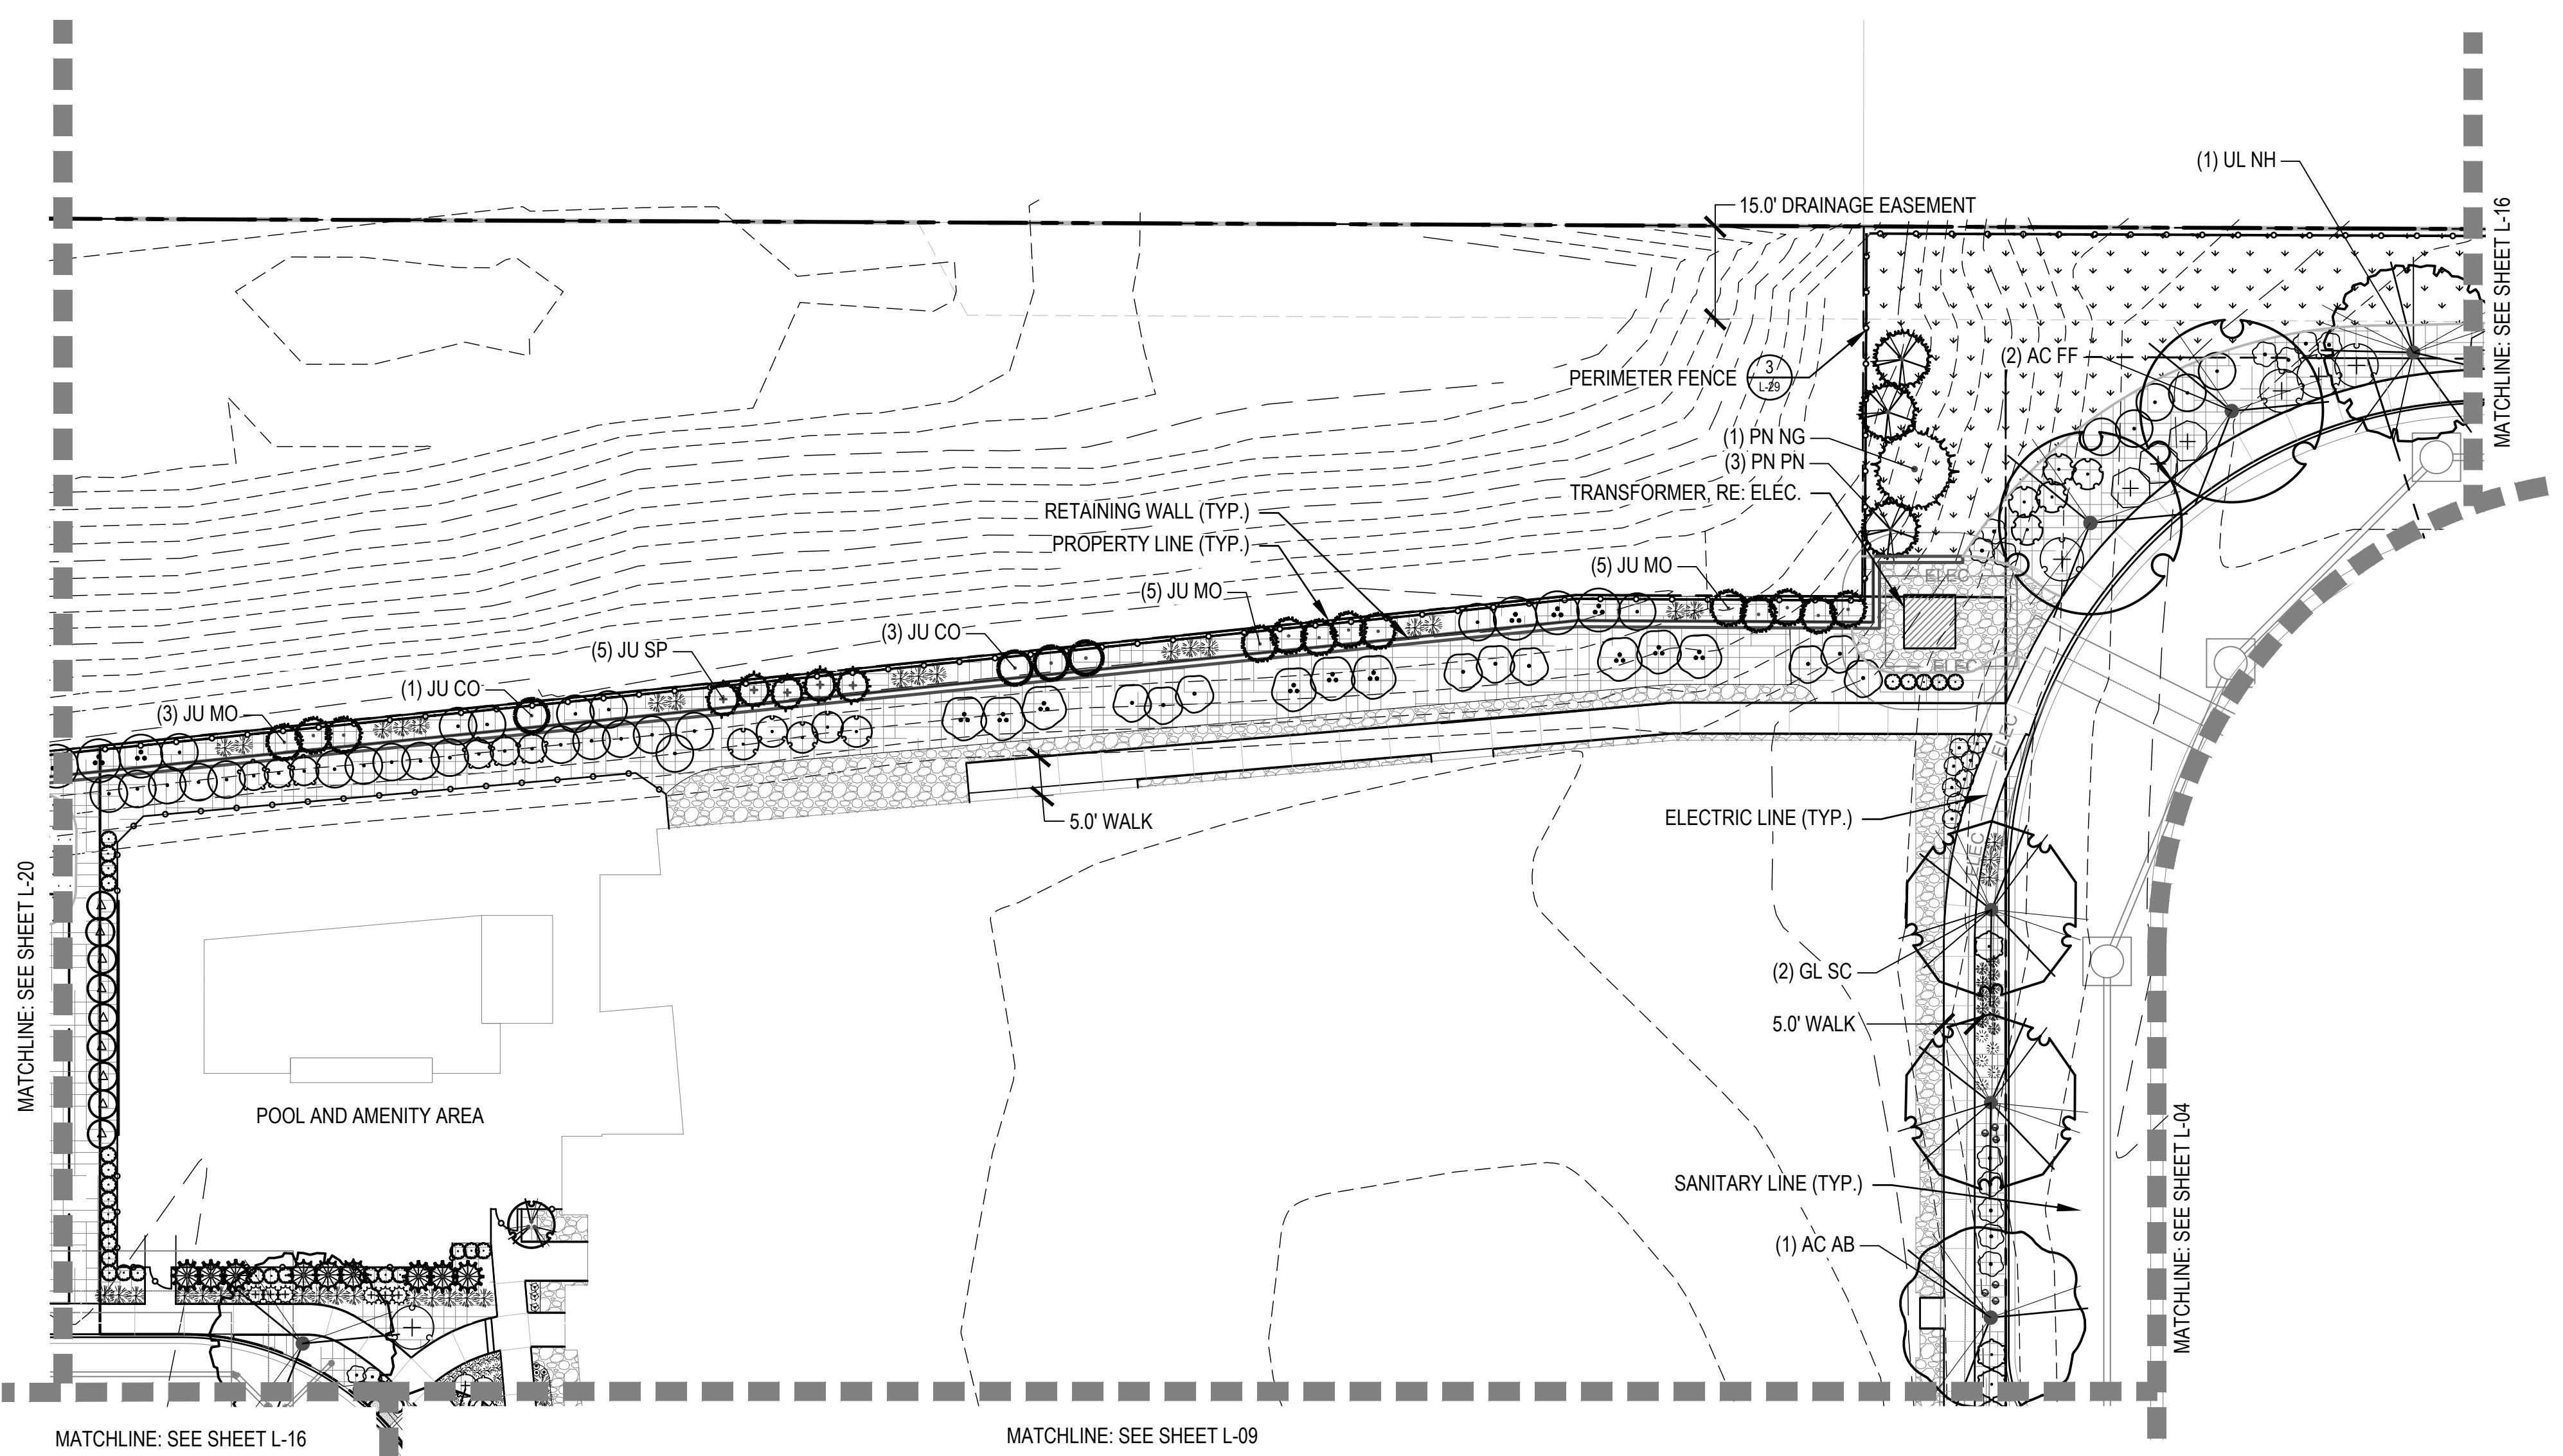 (1) UL NH
15.0' DRAINAGE EASEMENT
MATCHLINE: SEE SHEET L-16
(2) AC FF
PERIMETER FENCE
3
L-29
(1) PN NG
(3) PN PN
TRANSFORMER, RE: ELEC.
RETAINING WALL (TYP.)
PROPERTY LINE (TYP.)
(5) JU MO
(5) JU MO
(3) JU CO
(5) JU SP
(1) JU CO
(3) JU MO
ELEC
ELEC
ELEC
ELEC
5.0' WALK
ELECTRIC LINE (TYP.)
MATCHLINE: SEE SHEET L-20
(2) GL SC
5.0' WALK
POOL AND AMENITY AREA
SANITARY LINE (TYP.)
(1) AC AB
MATCHLINE: SEE SHEET L-04
MATCHLINE: SEE SHEET L-16
MATCHLINE: SEE SHEET L-09